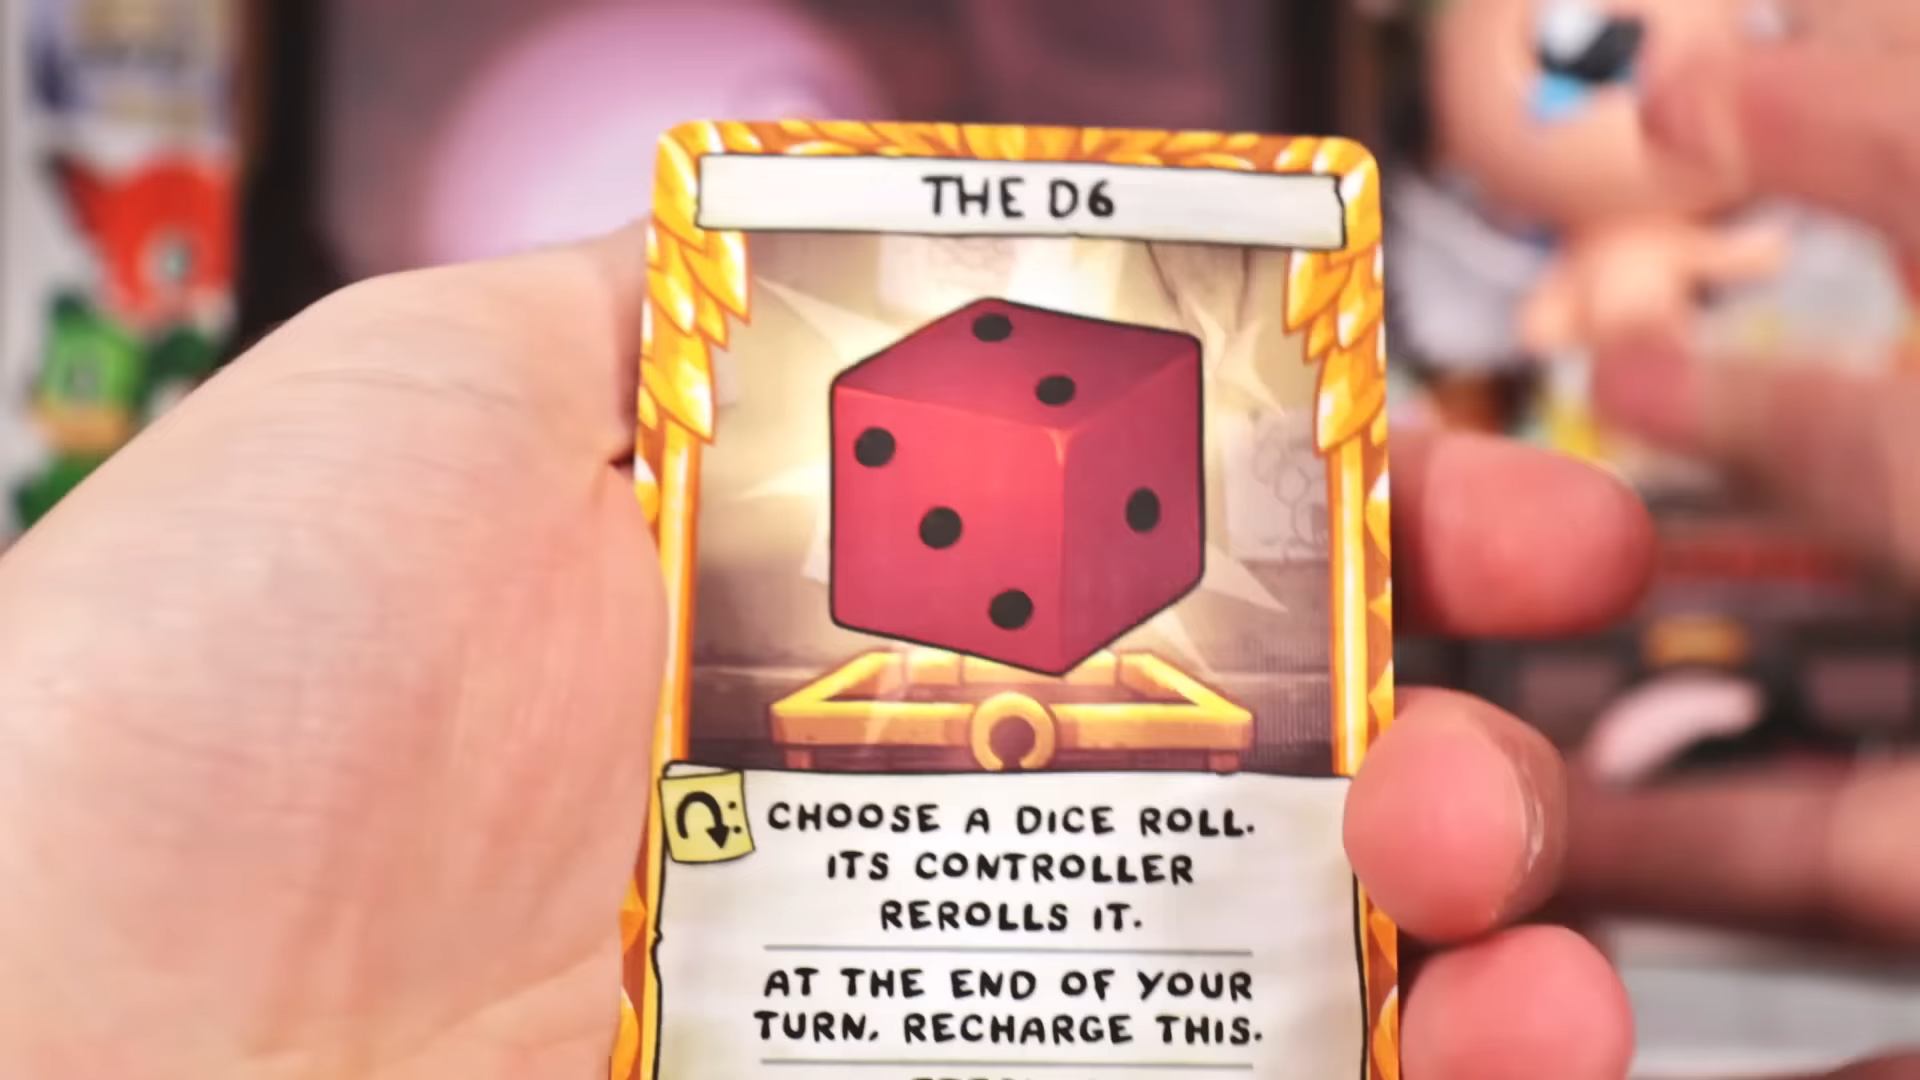 THE D6
CHOOSE A DICE ROLL.
ITS CONTROLLER
REROLLS IT.
AT THE END OF YOUR
TURN, RECHARGE THIS.